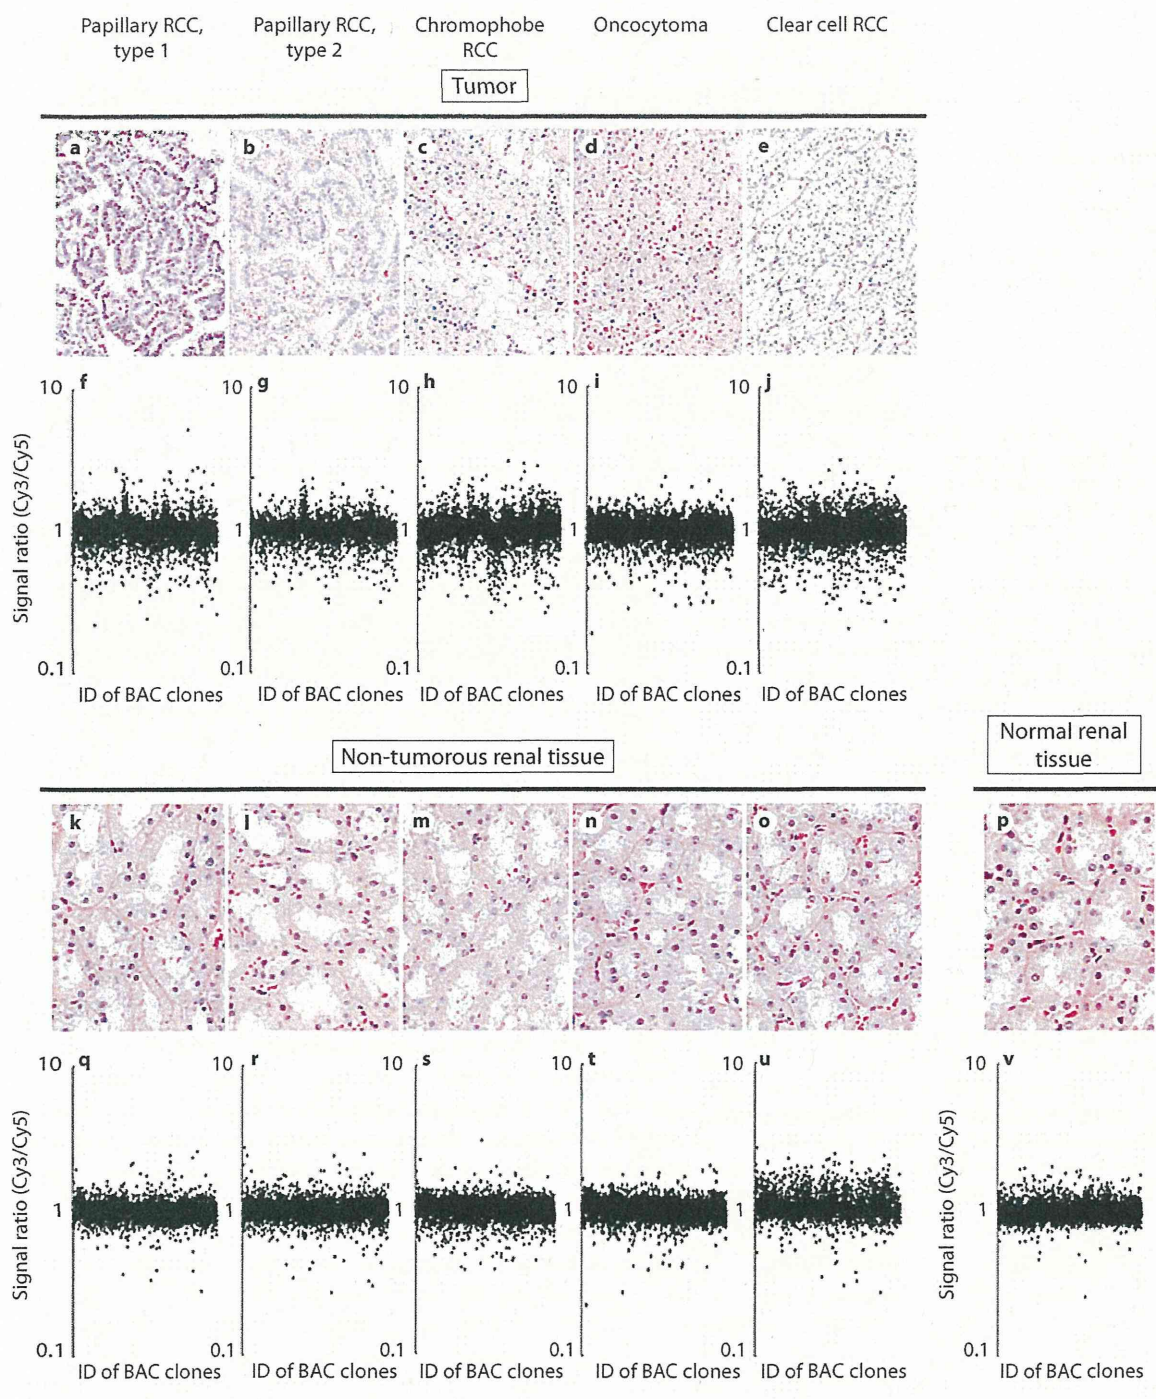 Papillary RCC, type 1
Papillary RCC, type 2
Chromophobe RCC
Oncocytoma
Clear cell RCC
Tumor
a b c d e
10 f 10 g 10 h 10 i 10 j
Signal ratio (Cy3/Cy5)
1 1 1 1 1
0.1 0.1 0.1 0.1 0.1
ID of BAC clones ID of BAC clones ID of BAC clones ID of BAC clones ID of BAC clones
Non-tumorous renal tissue
Normal renal tissue
k l m n o p
10 q 10 r 10 s 10 t 10 u 10 v
Signal ratio (Cy3/Cy5)
Signal ratio (Cy3/Cy5)
1 1 1 1 1 1
0.1 0.1 0.1 0.1 0.1 0.1
ID of BAC clones ID of BAC clones ID of BAC clones ID of BAC clones ID of BAC clones ID of BAC clones